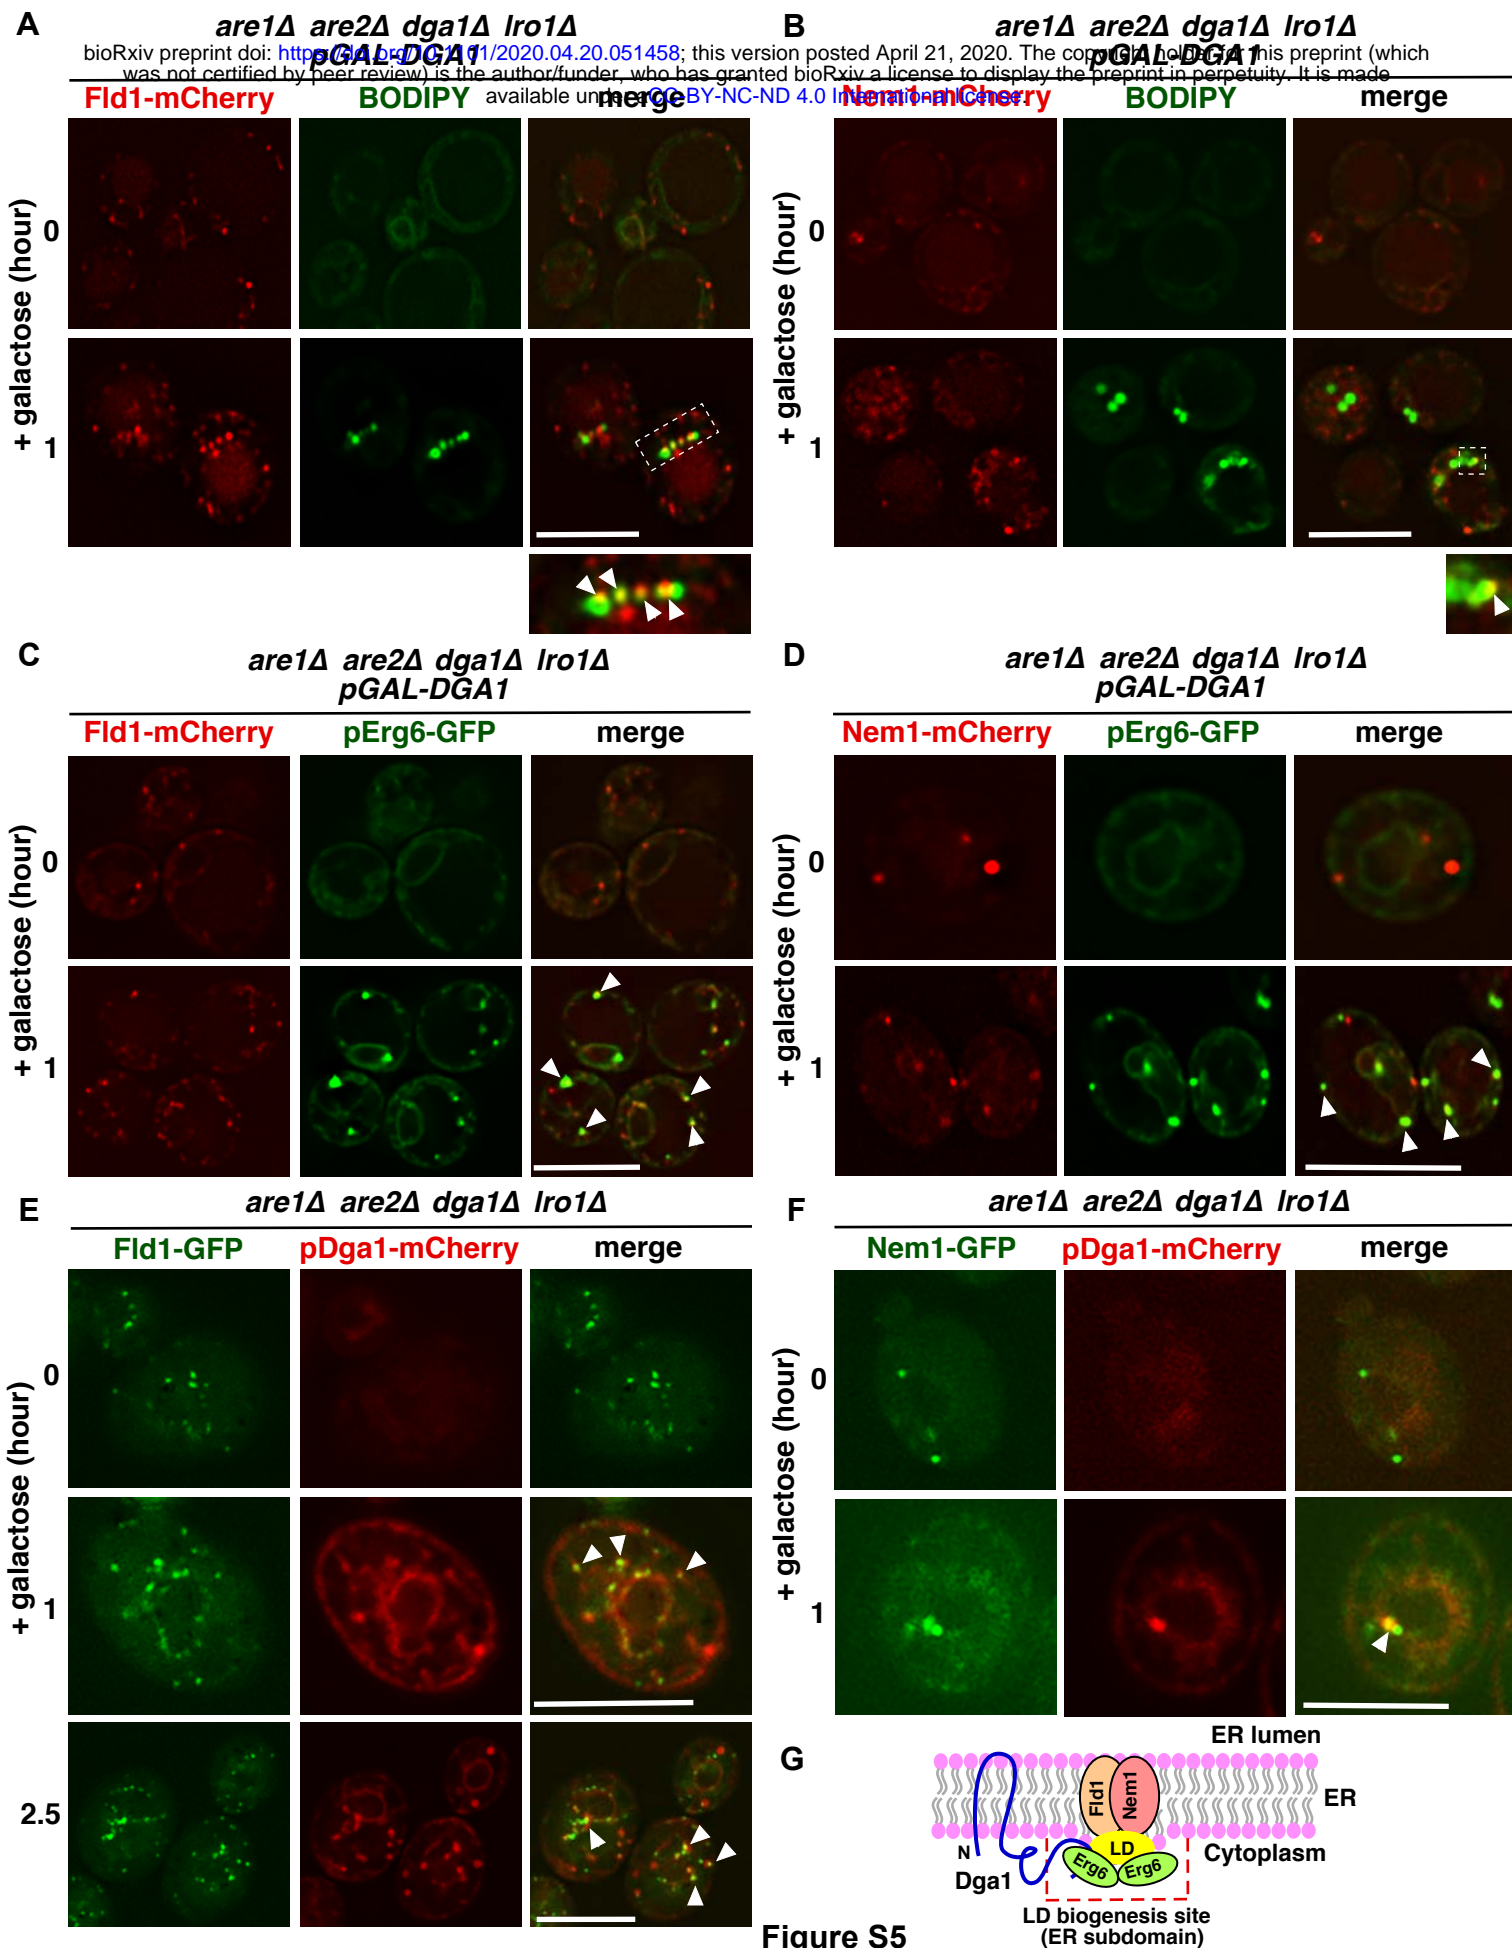 A
are1Δ are2Δ dga1Δ lro1Δ
pGAL-DGA1
B
are1Δ are2Δ dga1Δ lro1Δ
pGAL-DGA1
bioRxiv preprint doi: https://doi.org/10.1101/2020.04.20.051458; this version posted April 21, 2020. The copyright holder for this preprint (which
was not certified by peer review) is the author/funder, who has granted bioRxiv a license to display the preprint in perpetuity. It is made
available under aCC-BY-NC-ND 4.0 International license.
Fld1-mCherry BODIPY merge
Nem1-mCherry BODIPY merge
+ galactose (hour)
0
1
+ galactose (hour)
0
1
C
are1Δ are2Δ dga1Δ lro1Δ
pGAL-DGA1
Fld1-mCherry pErg6-GFP merge
+ galactose (hour)
0
1
D
are1Δ are2Δ dga1Δ lro1Δ
pGAL-DGA1
Nem1-mCherry pErg6-GFP merge
+ galactose (hour)
0
1
E
are1Δ are2Δ dga1Δ lro1Δ
Fld1-GFP pDga1-mCherry merge
+ galactose (hour)
0
1
2.5
F
are1Δ are2Δ dga1Δ lro1Δ
Nem1-GFP pDga1-mCherry merge
+ galactose (hour)
0
1
G
ER lumen
Fld1
Nem1
ER
N
LD
Cytoplasm
Erg6
Erg6
Dga1
LD biogenesis site
(ER subdomain)
Figure S5